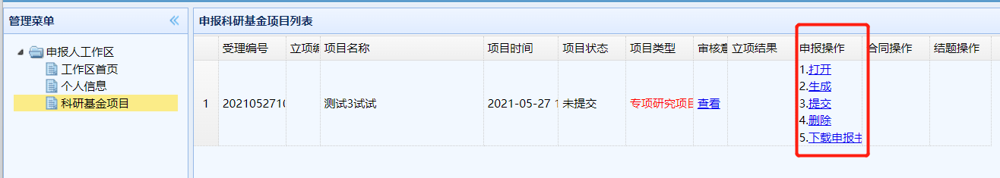 管理菜单
申报科研基金项目列表
申报人工作区
工作区首页
个人信息
科研基金项目
受理编号 立项编 项目名称 项目时间 项目状态 项目类型 审核意 立项结果 申报操作 合同操作 结题操作
1 2021052710 测试3试试 2021-05-27 1 未提交 专项研究项目 查看
1.打开
2.生成
3.提交
4.删除
5.下载申报书